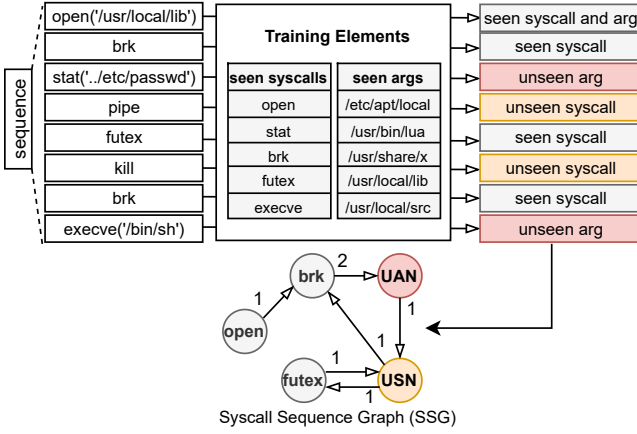 open('/usr/local/lib')
brk
stat('../etc/passwd')
pipe
futex
kill
brk
execve('/bin/sh')
sequence
Training Elements
seen syscalls seen args
open /etc/apt/local
stat /usr/bin/lua
brk /usr/share/x
futex /usr/local/lib
execve /usr/local/src
seen syscall and arg
seen syscall
unseen arg
unseen syscall
seen syscall
unseen syscall
seen syscall
unseen arg
brk 2 UAN
1
1
open
1
futex 1 USN
1
Syscall Sequence Graph (SSG)